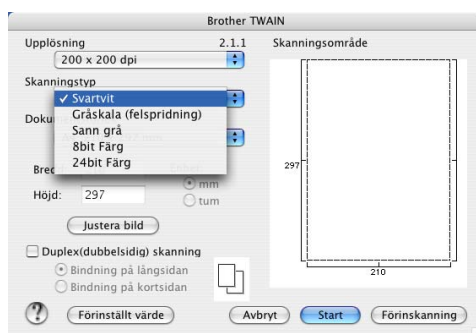 Brother TWAIN
Upplösning 2.1.1
200 x 200 dpi
Skanningstyp
✓ Svartvit
Gråskala (felspridning)
Sann grå
8bit Färg
24bit Färg
Höjd: 297
mm
tum
Justera bild
Duplex(dubbelsidig) skanning
Bindning på långsidan
Bindning på kortsidan
Skanningsområde
297
210
? Förinställt värde Avbryt Start Förinskanning